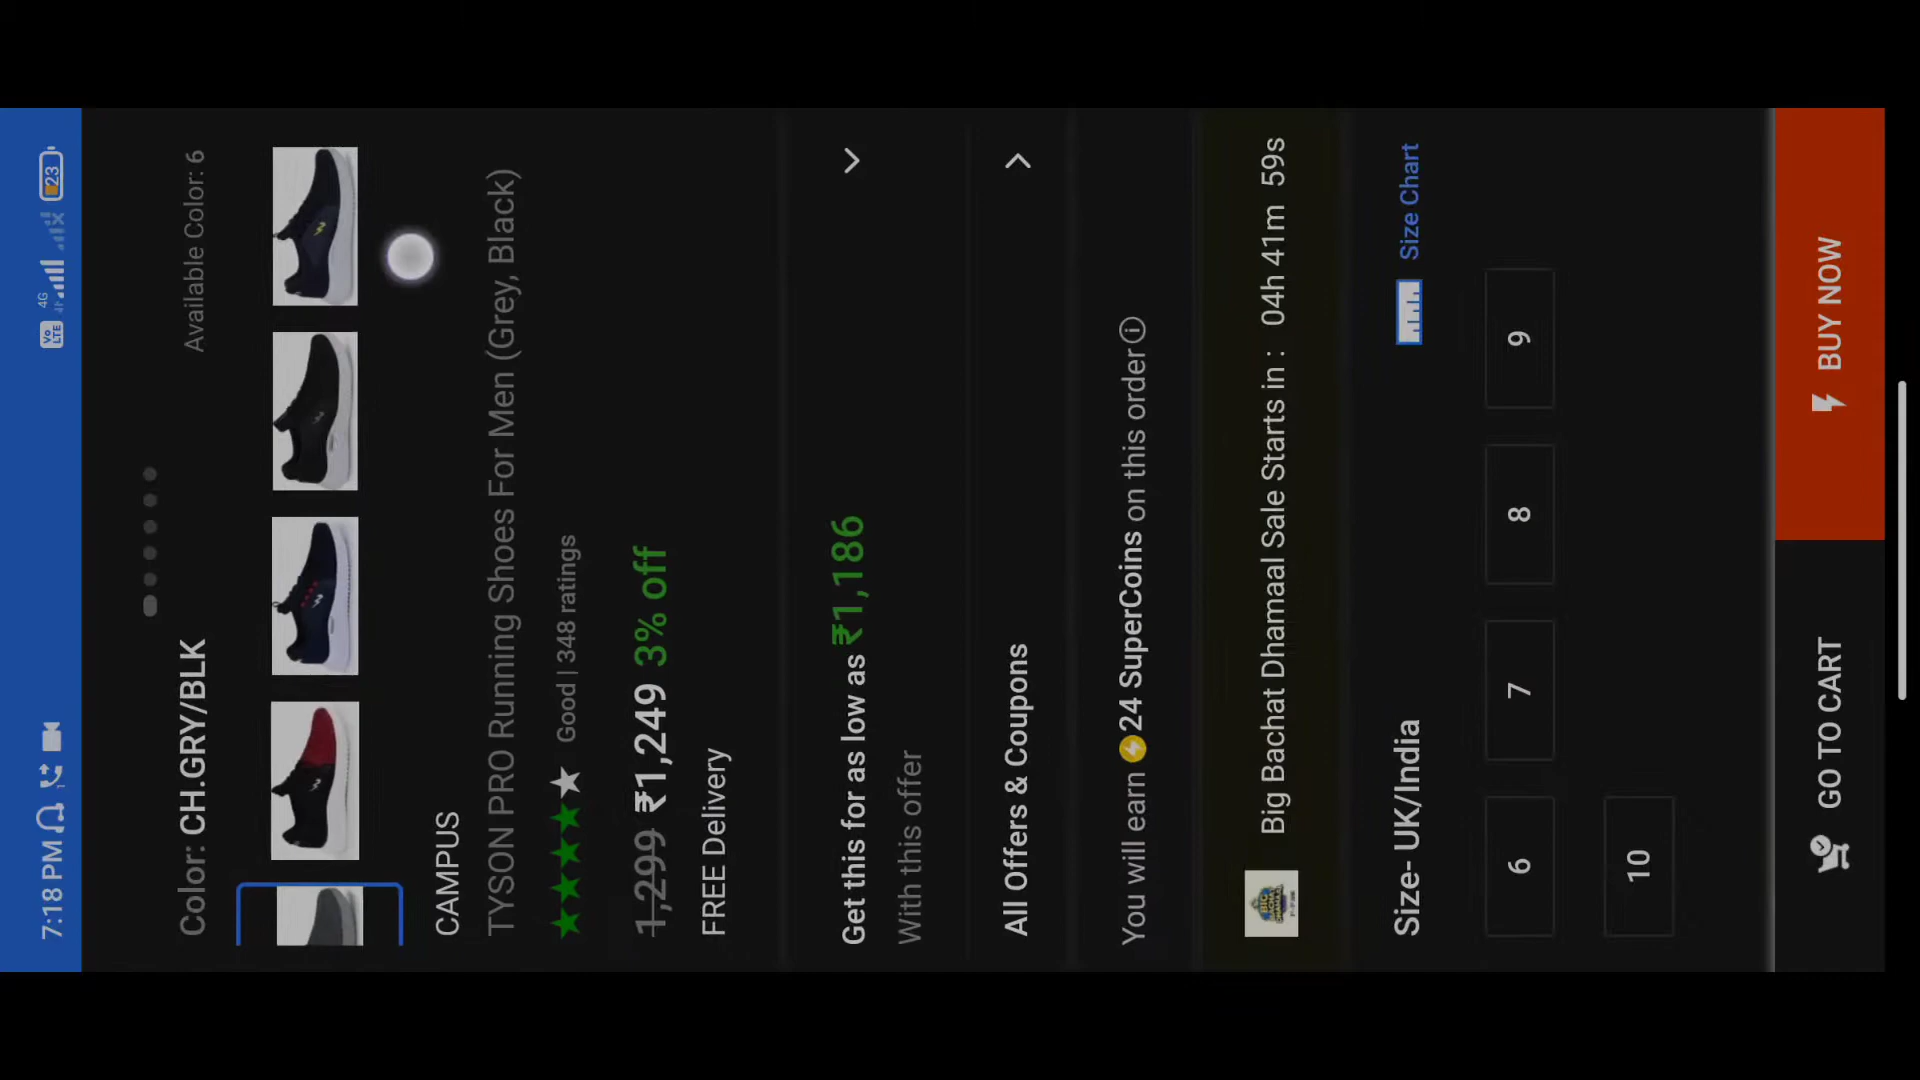 7:18 PM
Vo LTE 4G 23
Color: CH.GRY/BLK Available Color: 6
CAMPUS
TYSON PRO Running Shoes For Men (Grey, Black)
Good | 348 ratings
1,299 ₹1,249 3% off
FREE Delivery
Get this for as low as ₹1,186
With this offer
All Offers & Coupons
You will earn 24 SuperCoins on this order
Big Bachat Dhamaal Sale Starts in : 04h 41m 59s
Size- UK/India Size Chart
6 7 8 9
10
GO TO CART BUY NOW